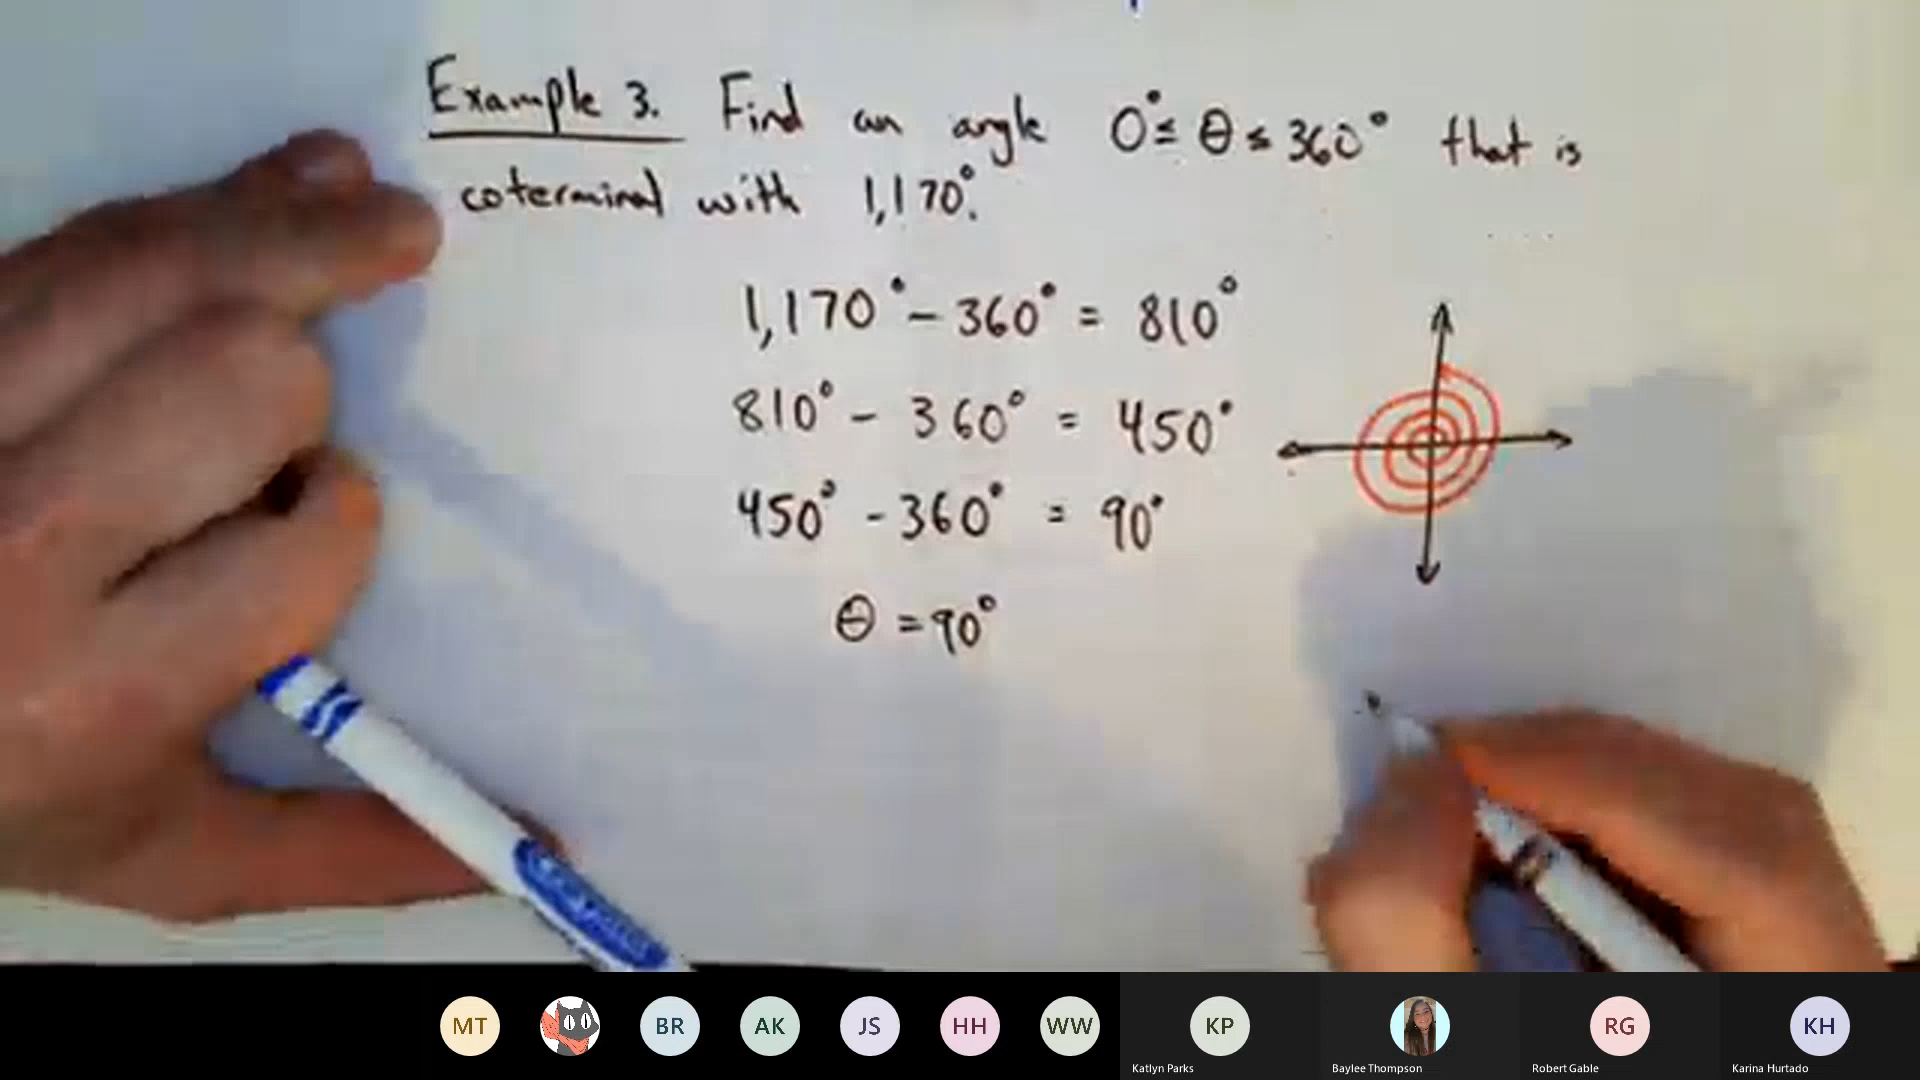 Example 3. Find an angle 0° ≤ θ ≤ 360° that is
coterminal with 1,170°.
1,170° - 360° = 810°
810° - 360° = 450°
450° - 360° = 90°
θ = 90°
MT
BR
AK
JS
HH
WW
KP
RG
KH
Katlyn Parks
Baylee Thompson
Robert Gable
Karina Hurtado